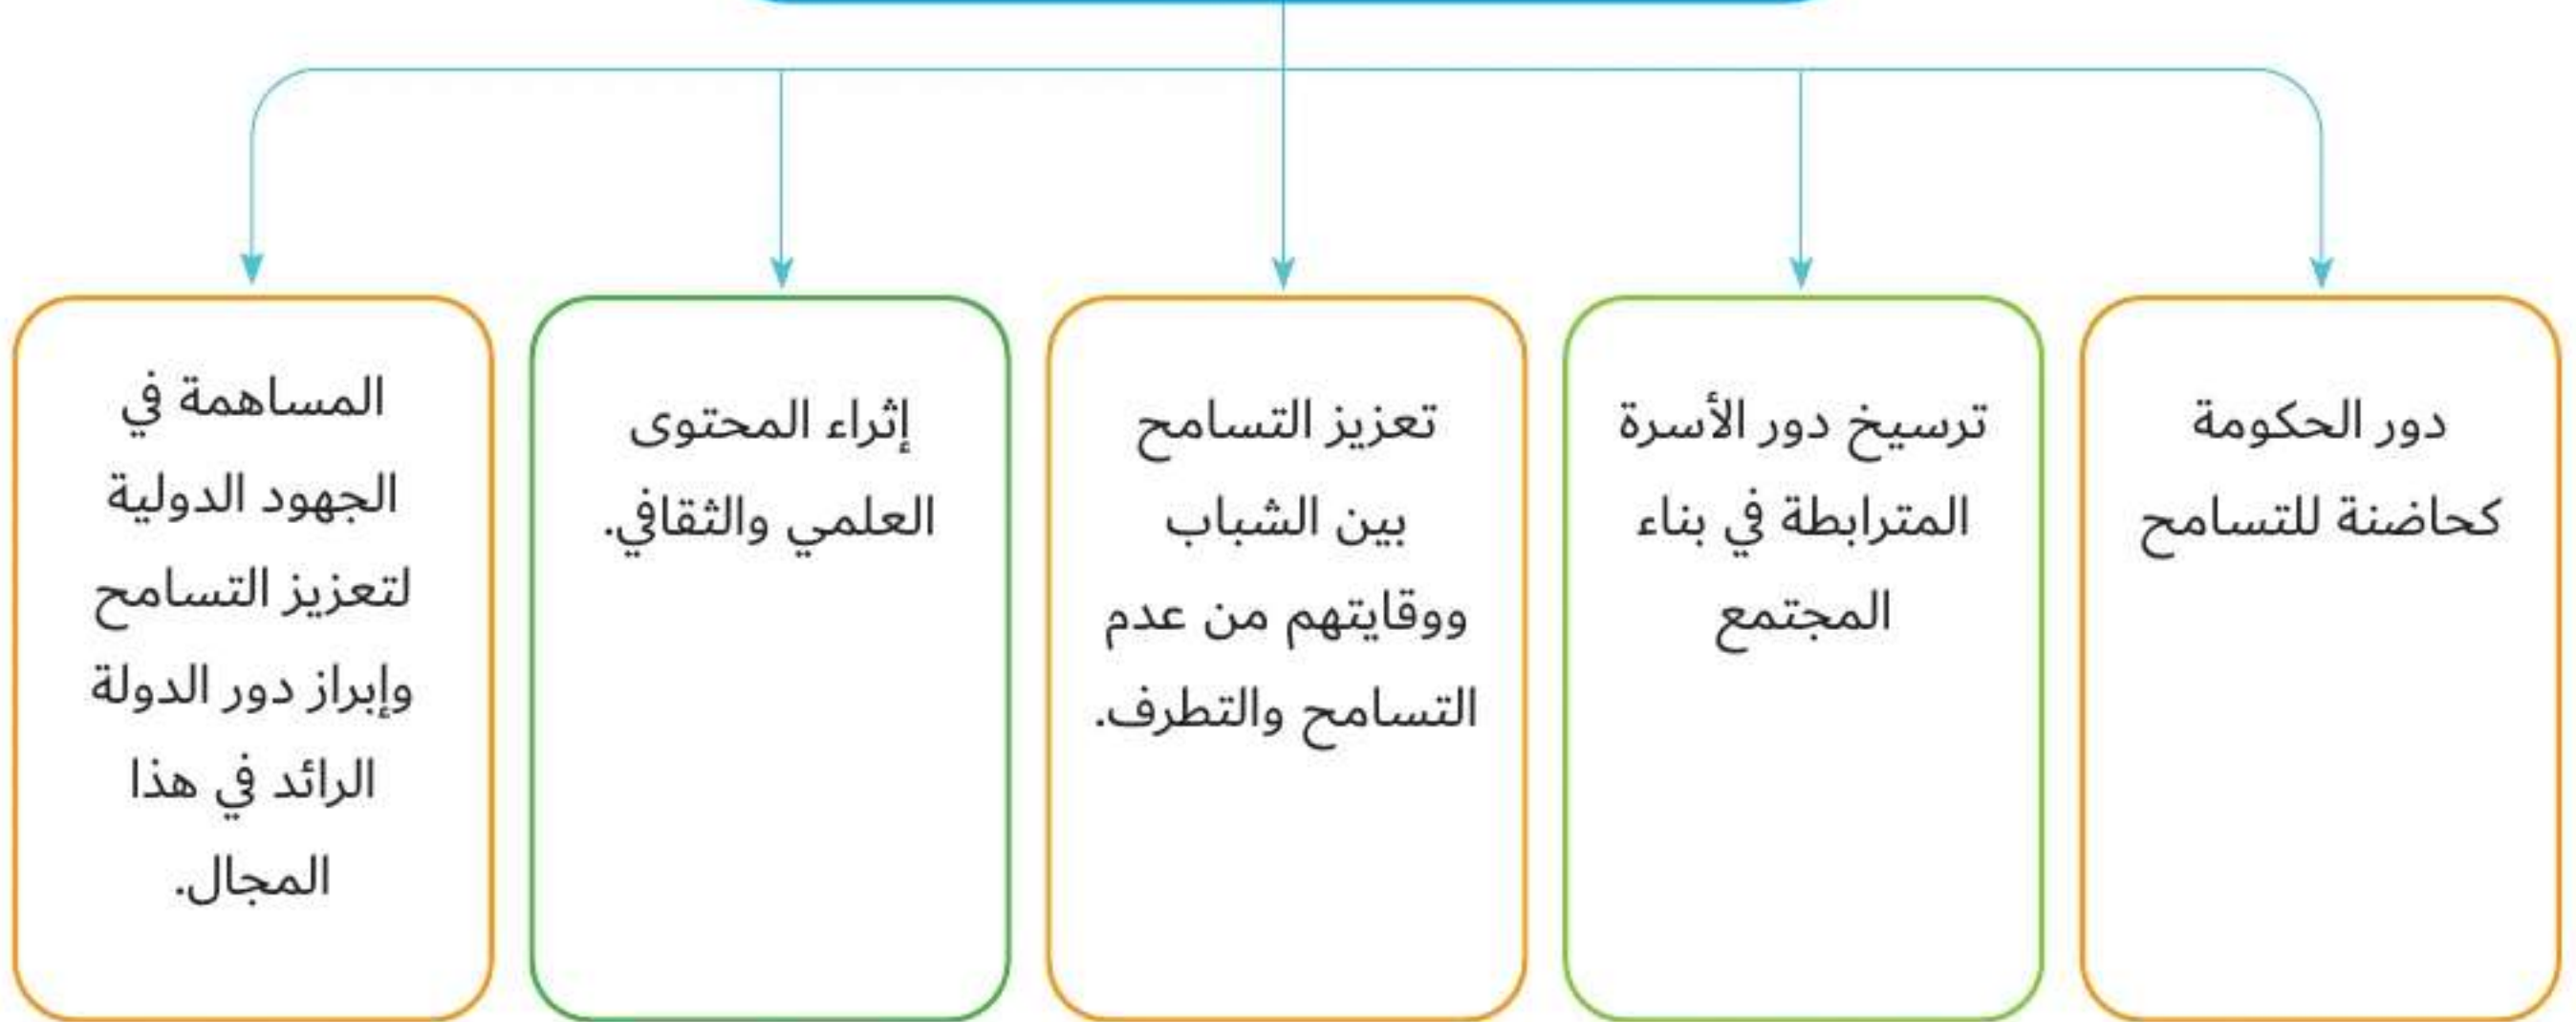 دور الحكومة
كحاضنة للتسامح
ترسيخ دور الأسرة
المترابطة في بناء
المجتمع
تعزيز التسامح
بين الشباب
ووقايتهم من عدم
التسامح والتطرف.
إثراء المحتوى
العلمي والثقافي.
المساهمة في
الجهود الدولية
لتعزيز التسامح
وإبراز دور الدولة
الرائد في هذا
المجال.